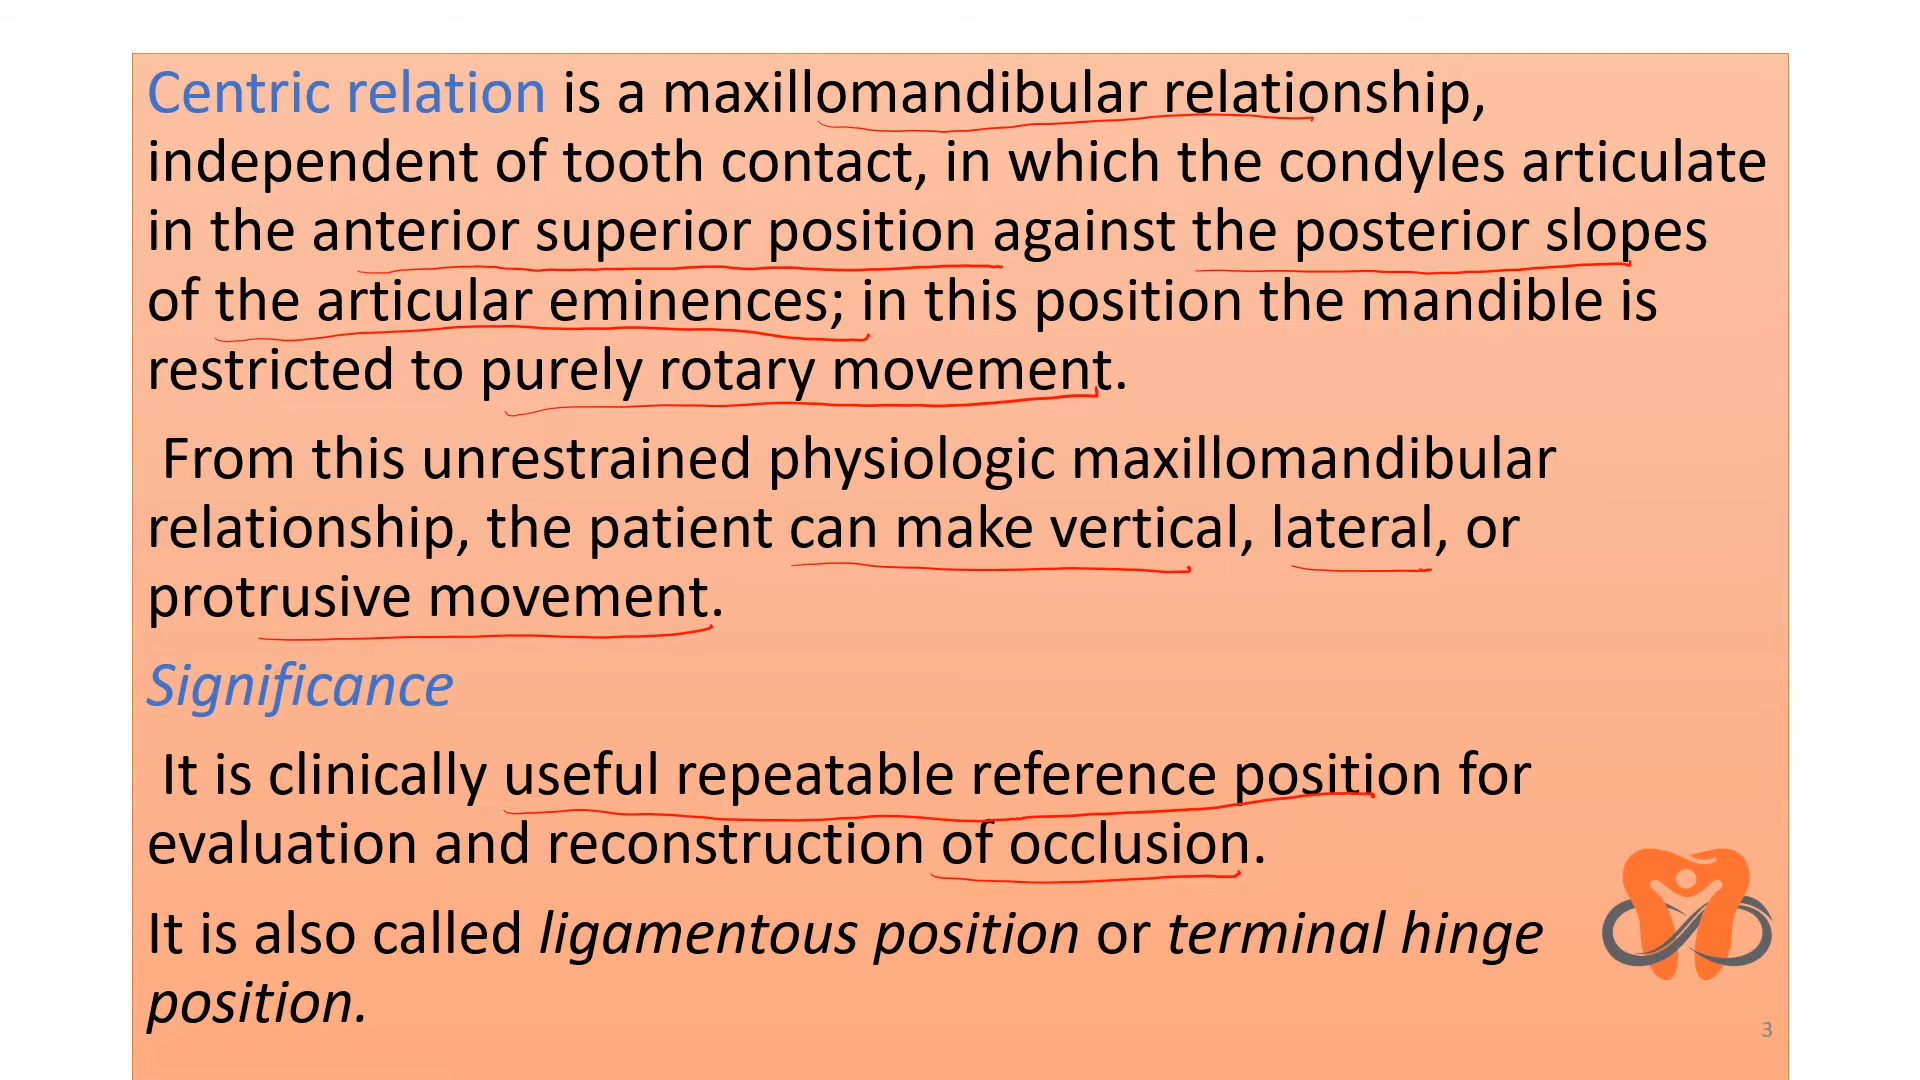 Centric relation is a maxillomandibular relationship,
independent of tooth contact, in which the condyles articulate
in the anterior superior position against the posterior slopes
of the articular eminences; in this position the mandible is
restricted to purely rotary movement.
From this unrestrained physiologic maxillomandibular
relationship, the patient can make vertical, lateral, or
protrusive movement.
Significance
It is clinically useful repeatable reference position for
evaluation and reconstruction of occlusion.
It is also called ligamentous position or terminal hinge
position.
3